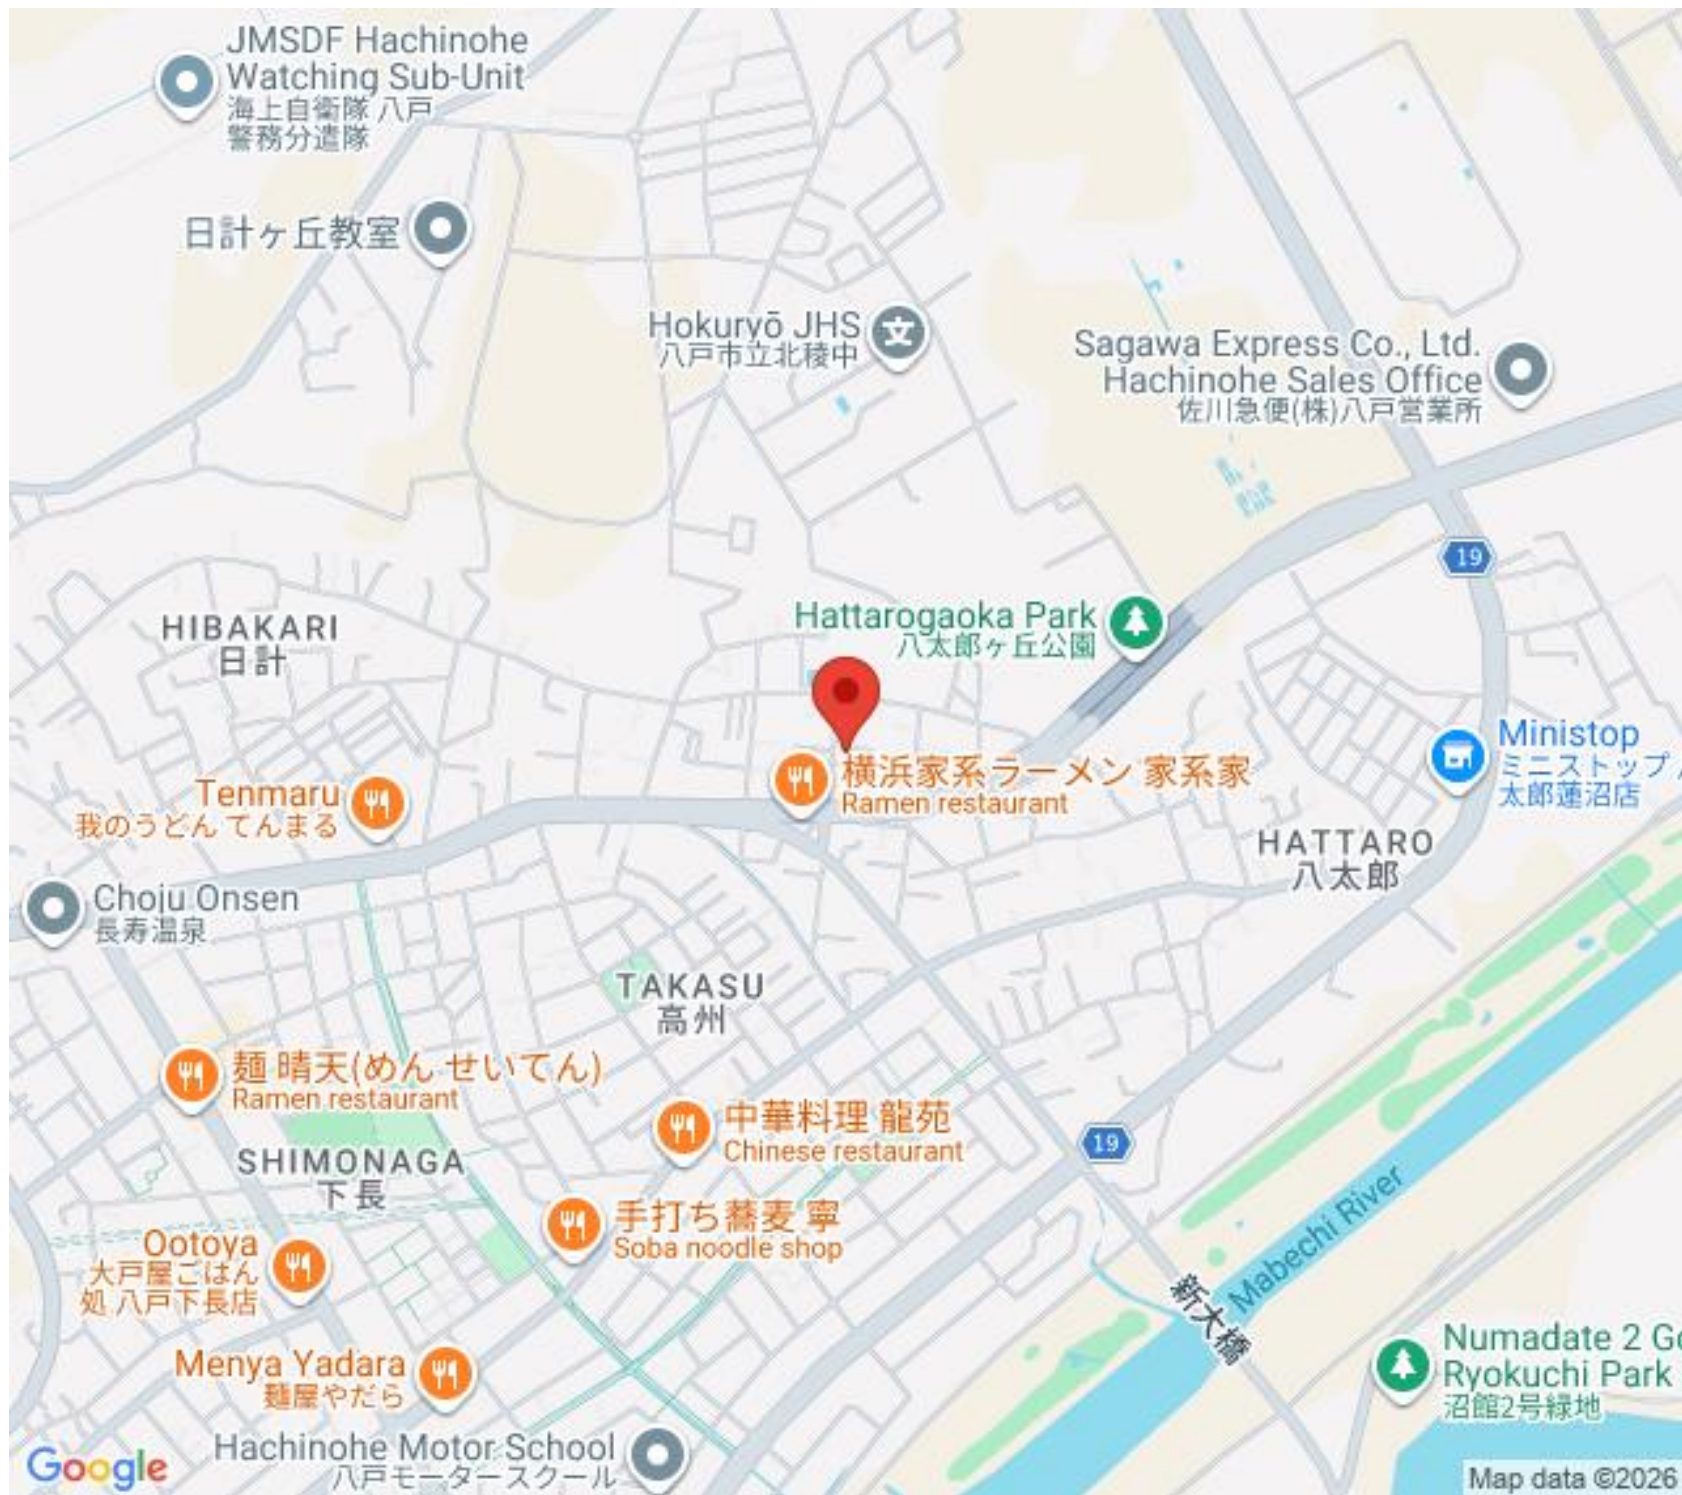 JMSDF Hachinohe
Watching Sub-Unit
海上自衛隊 八戸
警務分遣隊
日計ヶ丘教室
Hokuryō JHS
八戸市立北稜中
Sagawa Express Co., Ltd.
Hachinohe Sales Office
佐川急便(株)八戸営業所
19
HIBAKARI
日計
Hattarogaoka Park
八太郎ヶ丘公園
Ministop
ミニストップ
太郎蓮沼店
横浜家系ラーメン 家系家
Ramen restaurant
Tenmaru
我のうどん てんまる
HATTARO
八太郎
Choju Onsen
長寿温泉
TAKASU
高州
麺 晴天(めん せいてん)
Ramen restaurant
中華料理 龍苑
Chinese restaurant
19
SHIMONAGA
下長
手打ち蕎麦 寧
Soba noodle shop
Mabechi River
Ootoya
大戸屋ごはん
処 八戸下長店
新大橋
Menya Yadara
麺屋やだら
Numadate 2 Go
Ryokuchi Park
沼館2号緑地
Hachinohe Motor School
八戸モータースクール
Google
Map data ©2026